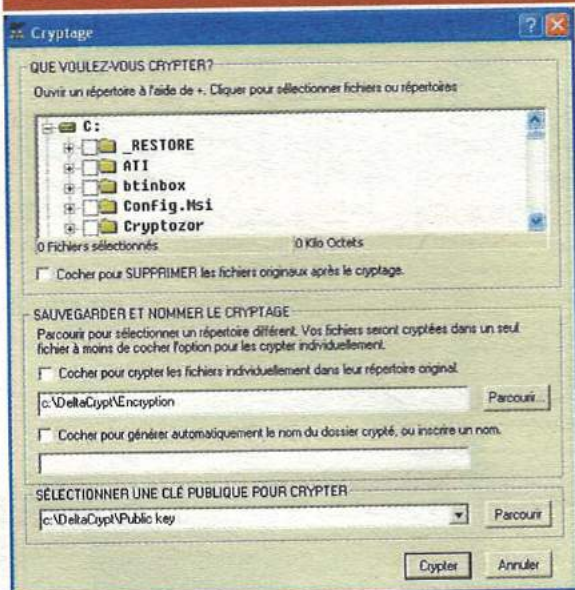 Cryptage
QUE VOULEZ-VOUS CRYPTER?
Ouvrir un répertoire à l'aide de +. Cliquer pour sélectionner fichiers ou répertoires
C:
_RESTORE
ATI
btinbox
Config.Msi
Cryptozor
0 Fichiers sélectionnés 0 Kilo Octets
Cocher pour SUPPRIMER les fichiers originaux après le cryptage.
SAUVEGARDER ET NOMMER LE CRYPTAGE
Parcourir pour sélectionner un répertoire différent. Vos fichiers seront cryptées dans un seul
fichier à moins de cocher l'option pour les crypter individuellement.
Cocher pour crypter les fichiers individuellement dans leur répertoire original.
c:\DeltaCrypt\Encryption Parcourir...
Cocher pour générer automatiquement le nom du dossier crypté, ou inscrire un nom.
SÉLECTIONNER UNE CLÉ PUBLIQUE POUR CRYPTER
c:\DeltaCrypt\Public key Parcourir
Crypter Annuler